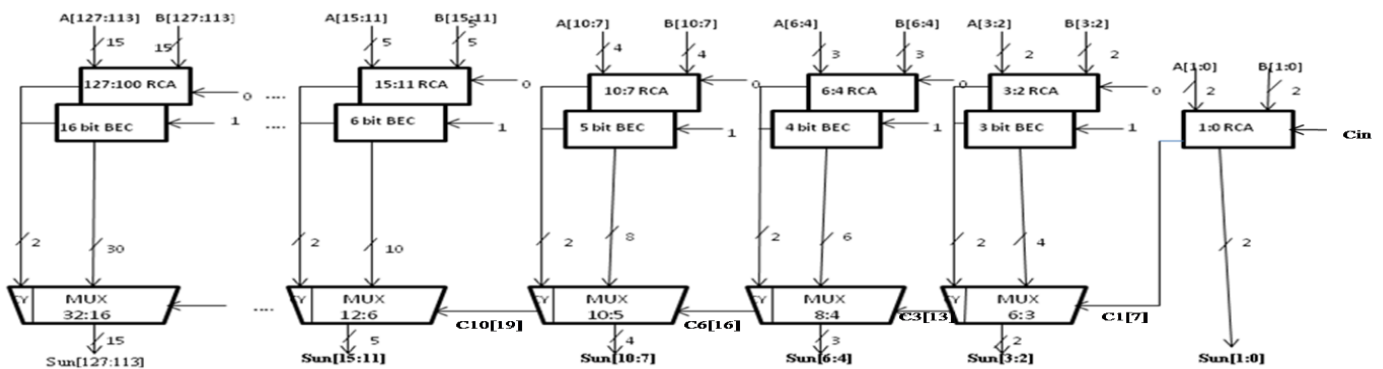 A[127:113] B[127:113] A[15:11] B[15:11] A[10:7] B[10:7] A[6:4] B[6:4] A[3:2] B[3:2]
15 15 5 5 5 4 4 3 3 2 2 A[1:0] B[1:0]
127:100 RCA 0 .... 15:11 RCA 0 10:7 RCA 0 6:4 RCA 0 3:2 RCA 0 2 2
16 bit BEC 1 .... 6 bit BEC 1 5 bit BEC 1 4 bit BEC 1 3 bit BEC 1 1:0 RCA Cin
2 30 2 10 2 8 2 6 2 4 2
CY MUX .... CY MUX CY MUX CY MUX CY MUX
32:16 12:6 C10[19] 10:5 C6[16] 8:4 C3[13] 6:3 C1[7]
15 5 4 3 2
Sun[127:113] Sun[15:11] Sun[10:7] Sun[6:4] Sun[3:2] Sun[1:0]